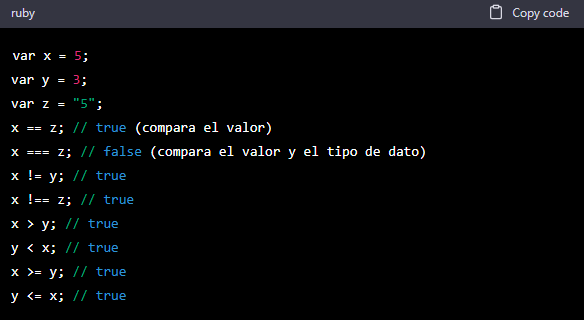 ruby Copy code
var x = 5;
var y = 3;
var z = "5";
x == z; // true (compara el valor)
x === z; // false (compara el valor y el tipo de dato)
x != y; // true
x !== z; // true
x > y; // true
y < x; // true
x >= y; // true
y <= x; // true